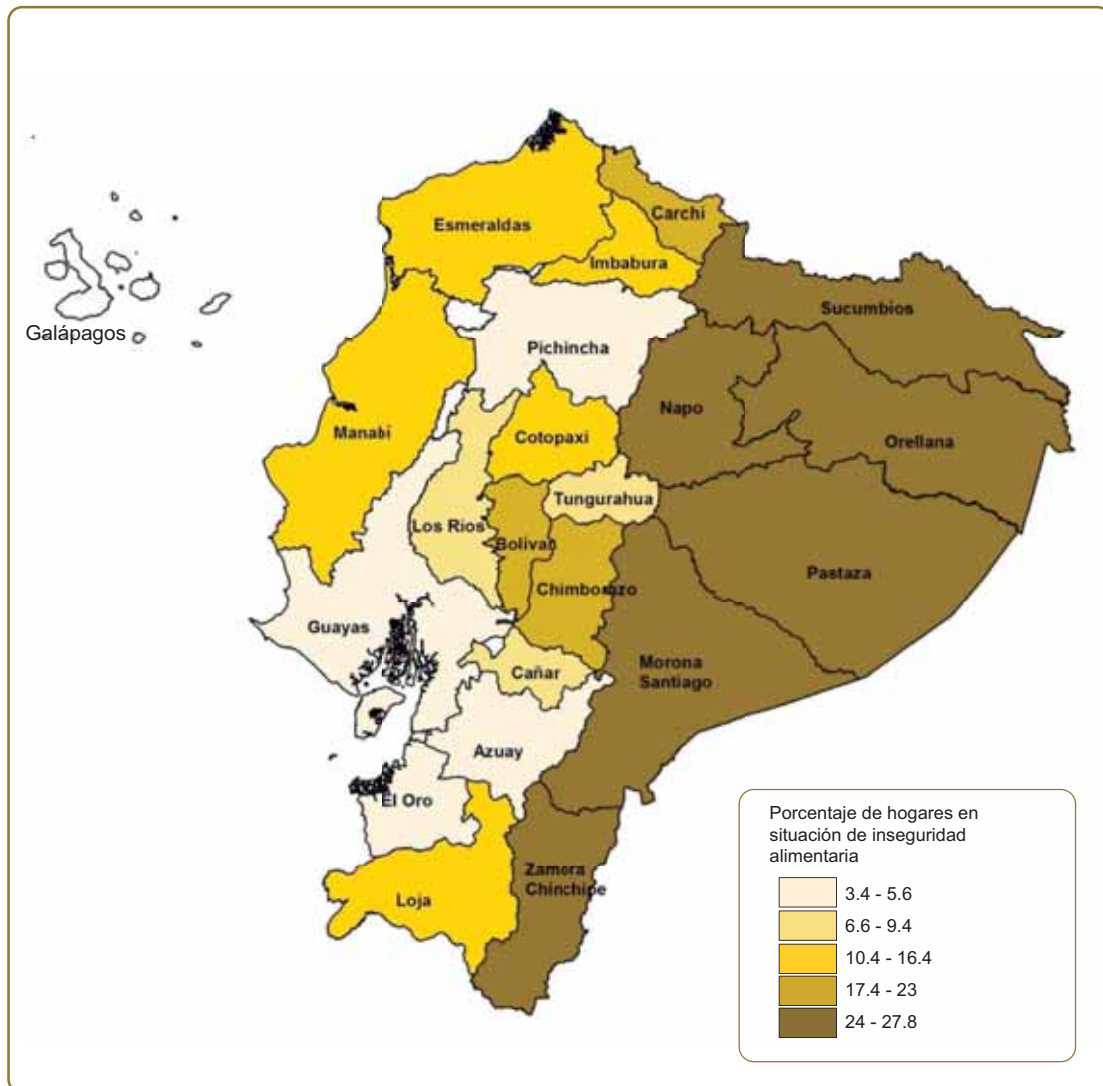 Esmeraldas
Carchi
Imbabura
Sucumbios
Galápagos
Pichincha
Napo
Orellana
Manabí
Cotopaxi
Tungurahua
Los Rios
Bolivar
Chimborazo
Pastaza
Guayas
Cañar
Morona
Santiago
Azuay
El Oro
Zamora
Chinchipe
Loja
Porcentaje de hogares en
situación de inseguridad
alimentaria
3.4 - 5.6
6.6 - 9.4
10.4 - 16.4
17.4 - 23
24 - 27.8